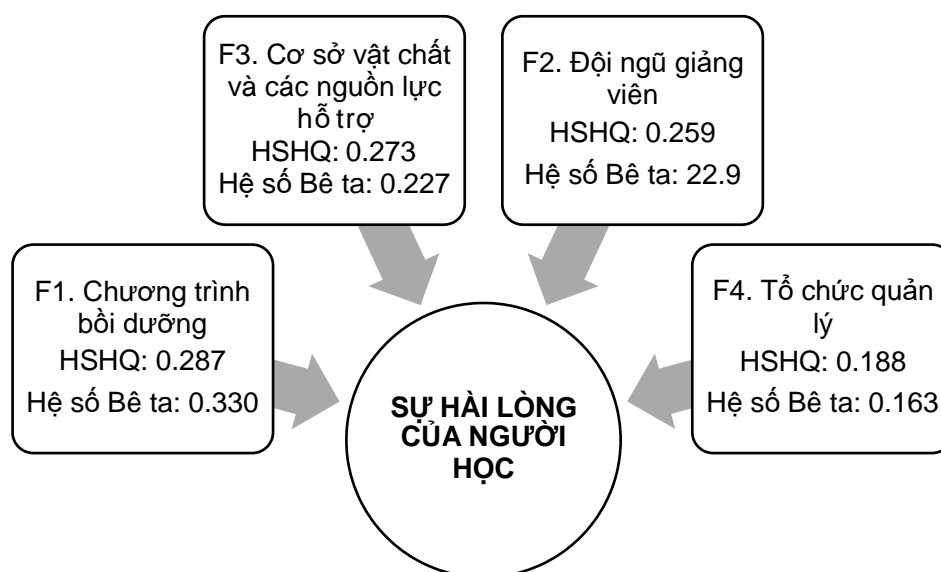 F3. Cơ sở vật chất
và các nguồn lực
hỗ trợ
HSHQ: 0.273
Hệ số Bê ta: 0.227
F2. Đội ngũ giảng
viên
HSHQ: 0.259
Hệ số Bê ta: 22.9
F1. Chương trình
bồi dưỡng
HSHQ: 0.287
Hệ số Bê ta: 0.330
F4. Tổ chức quản
lý
HSHQ: 0.188
Hệ số Bê ta: 0.163
SỰ HÀI LÒNG
CỦA NGƯỜI
HỌC